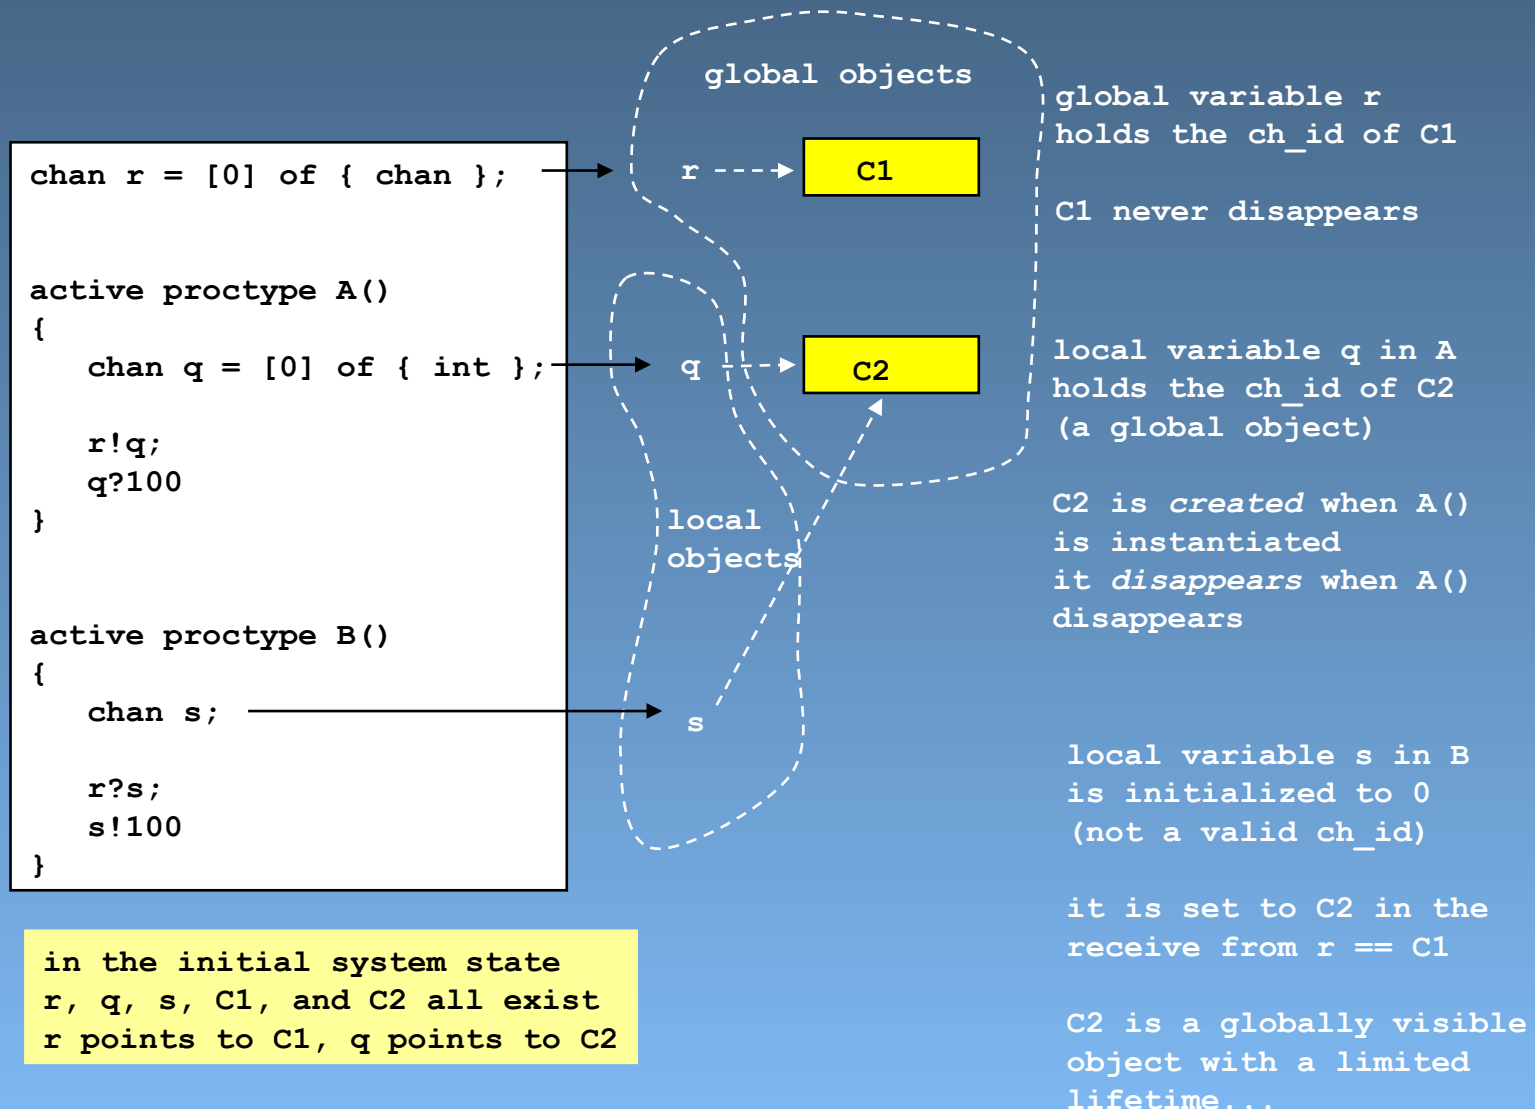 global objects
global variable r
holds the ch_id of C1
chan r = [0] of { chan };
r
C1
C1 never disappears
active proctype A()
{
chan q = [0] of { int };
q
C2
local variable q in A
holds the ch_id of C2
(a global object)
r!q;
q?100
}
local
objects
C2 is created when A()
is instantiated
it disappears when A()
disappears
active proctype B()
{
chan s;
s
r?s;
s!100
}
local variable s in B
is initialized to 0
(not a valid ch_id)
it is set to C2 in the
receive from r == C1
in the initial system state
r, q, s, C1, and C2 all exist
r points to C1, q points to C2
C2 is a globally visible
object with a limited
lifetime...